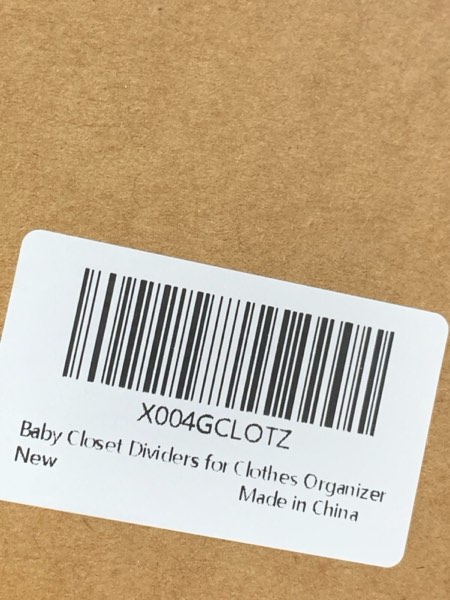 X004GCLOTZ
Baby Closet Dividers for Clothes Organizer
New
Made in China